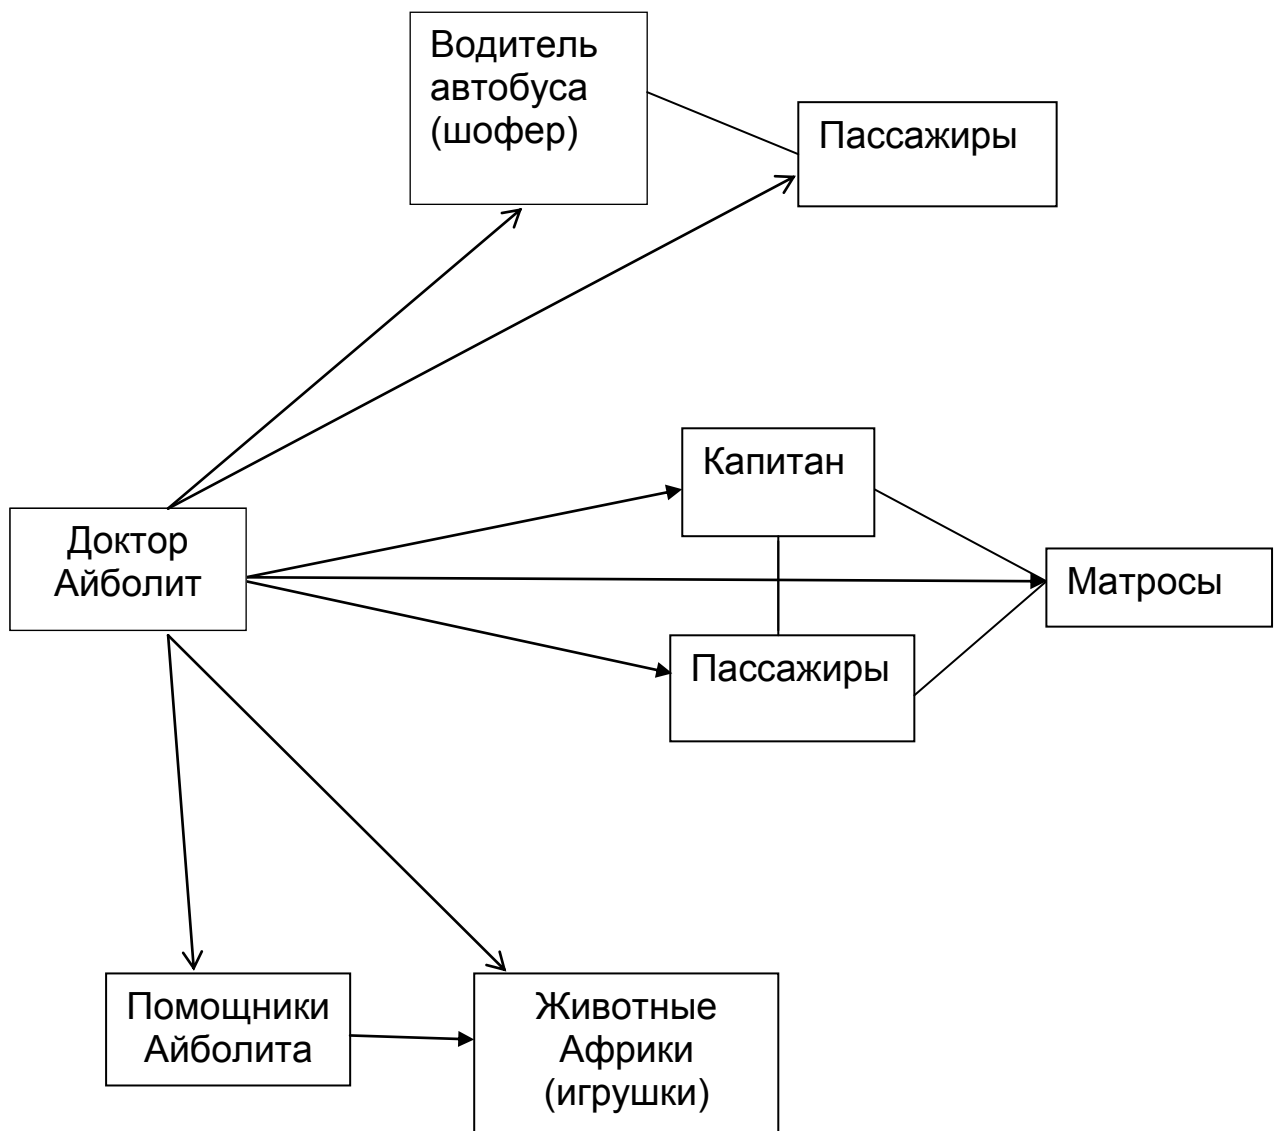 Водитель
автобуса
(шофер)
Пассажиры
Капитан
Доктор
Айболит
Матросы
Пассажиры
Помощники
Айболита
Животные
Африки
(игрушки)